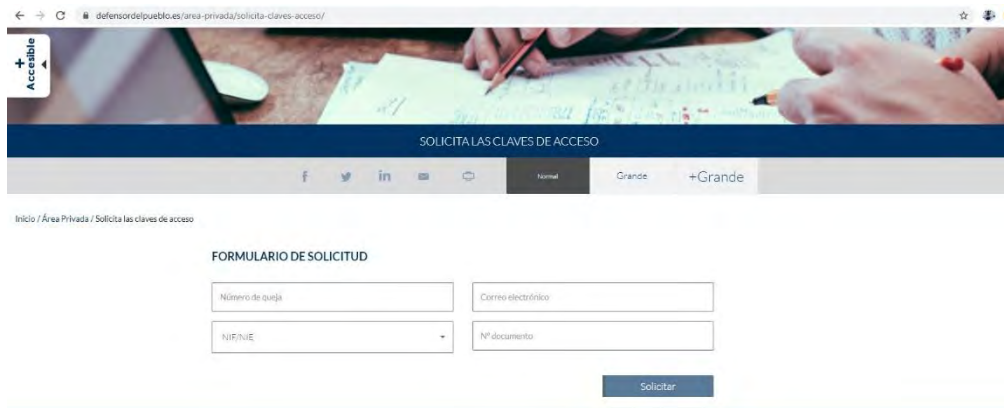 defensordelpueblo.es/area-privada/solicita-claves-acceso/
+
Accesible
SOLICITA LAS CLAVES DE ACCESO
f in Normal Grande +Grande
Inicio / Área Privada / Solicita las claves de acceso
FORMULARIO DE SOLICITUD
Número de queja Correo electrónico
NIF/NIE Nº documento
Solicitar